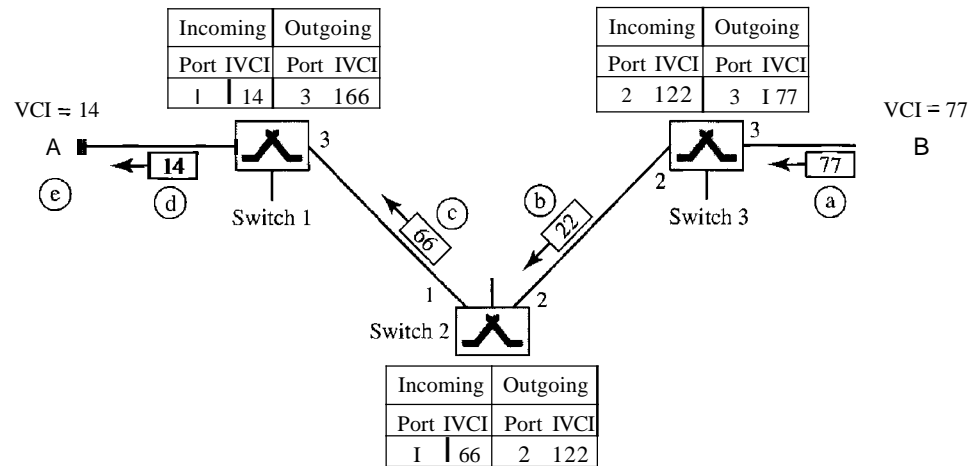 Incoming Outgoing
Port IVCI Port IVCI
I 14 3 166
Incoming Outgoing
Port IVCI Port IVCI
2 122 3 I 77
VCI = 14
VCI = 77
A
3
3
B
14
77
2
e
d
Switch 1
c
b
Switch 3
a
66
22
1
2
Switch 2
Incoming Outgoing
Port IVCI Port IVCI
I 66 2 122